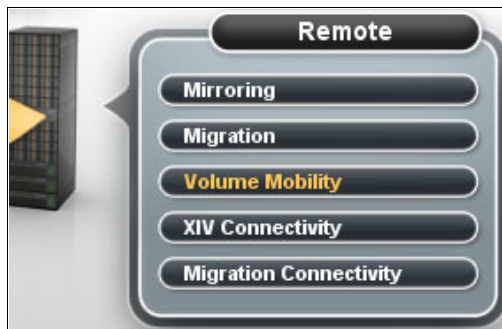 Remote
Mirroring
Migration
Volume Mobility
XIV Connectivity
Migration Connectivity